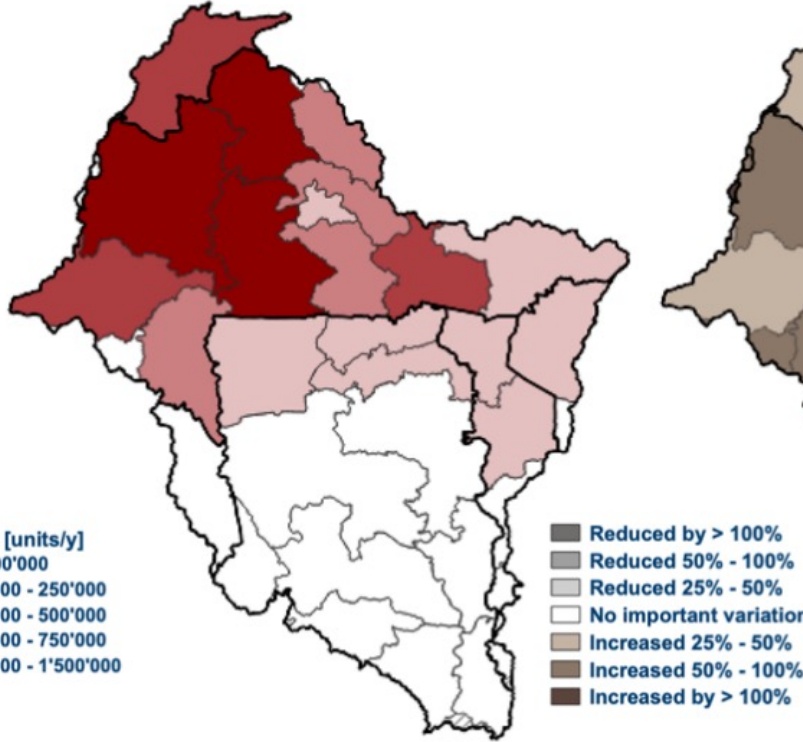 [units/y]
00'000
00 - 250'000
00 - 500'000
00 - 750'000
00 - 1'500'000
Reduced by > 100%
Reduced 50% - 100%
Reduced 25% - 50%
No important variation
Increased 25% - 50%
Increased 50% - 100%
Increased by > 100%